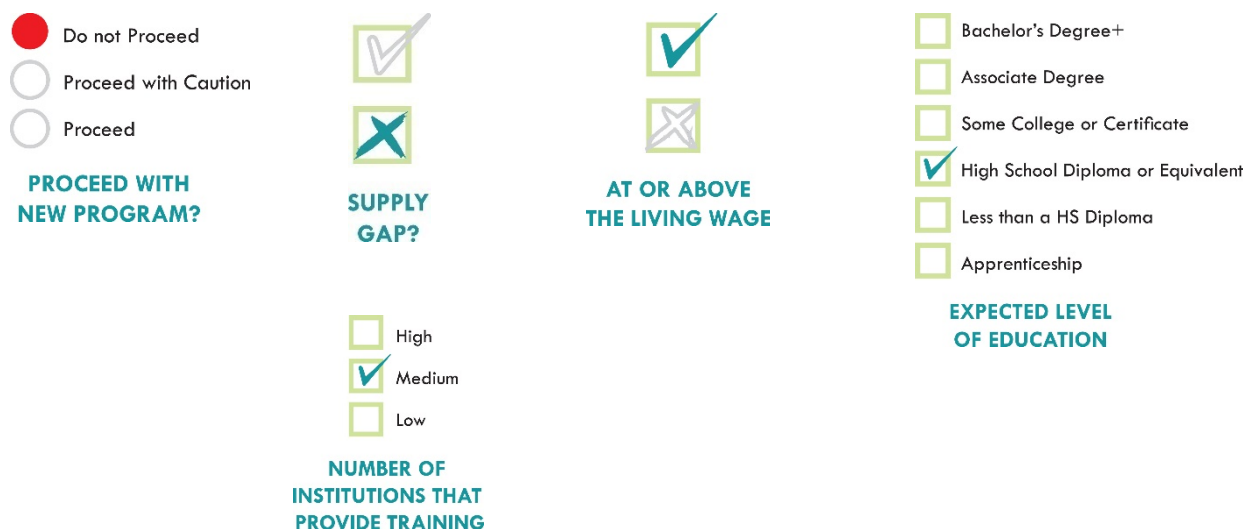 Do not Proceed
Proceed with Caution
Proceed
PROCEED WITH
NEW PROGRAM?
SUPPLY
GAP?
AT OR ABOVE
THE LIVING WAGE
Bachelor's Degree+
Associate Degree
Some College or Certificate
High School Diploma or Equivalent
Less than a HS Diploma
Apprenticeship
EXPECTED LEVEL
OF EDUCATION
High
Medium
Low
NUMBER OF
INSTITUTIONS THAT
PROVIDE TRAINING